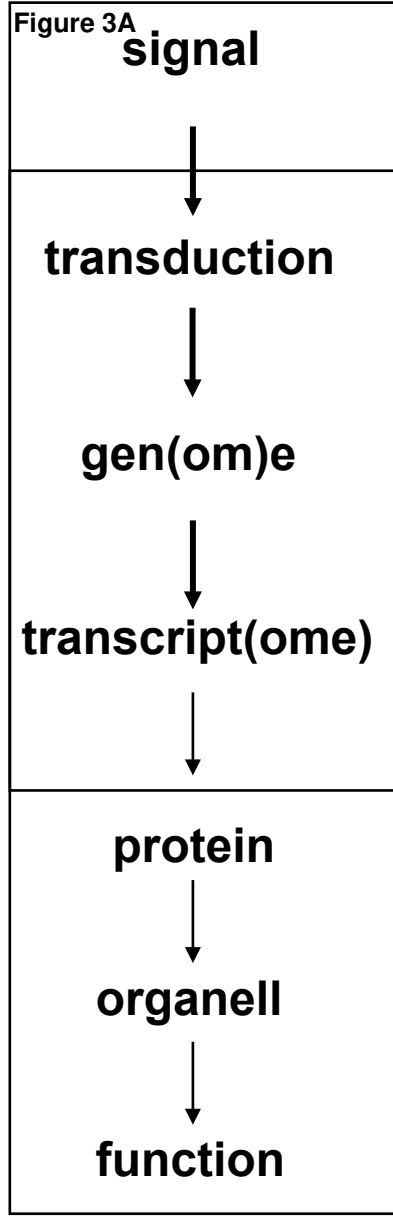 Figure 3A
signal
transduction
gen(om)e
transcript(ome)
protein
organell
function